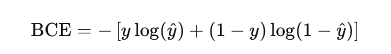 BCE = − [y log(ŷ) + (1 − y) log(1 − ŷ)]